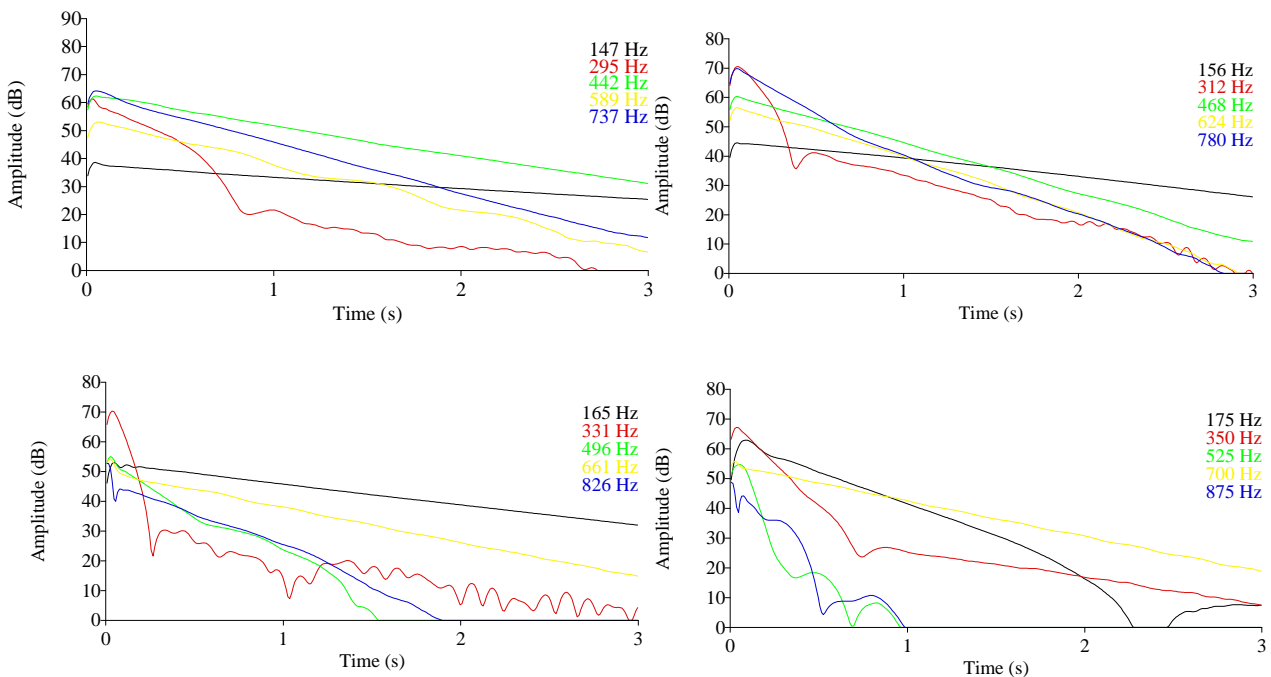 90
80
70
60
50
40
30
20
10
0
Amplitude (dB)
147 Hz
295 Hz
442 Hz
589 Hz
737 Hz
0 1 2 3
Time (s)
80
70
60
50
40
30
20
10
0
Amplitude (dB)
156 Hz
312 Hz
468 Hz
624 Hz
780 Hz
0 1 2 3
Time (s)
80
70
60
50
40
30
20
10
0
Amplitude (dB)
165 Hz
331 Hz
496 Hz
661 Hz
826 Hz
0 1 2 3
Time (s)
80
70
60
50
40
30
20
10
0
Amplitude (dB)
175 Hz
350 Hz
525 Hz
700 Hz
875 Hz
0 1 2 3
Time (s)